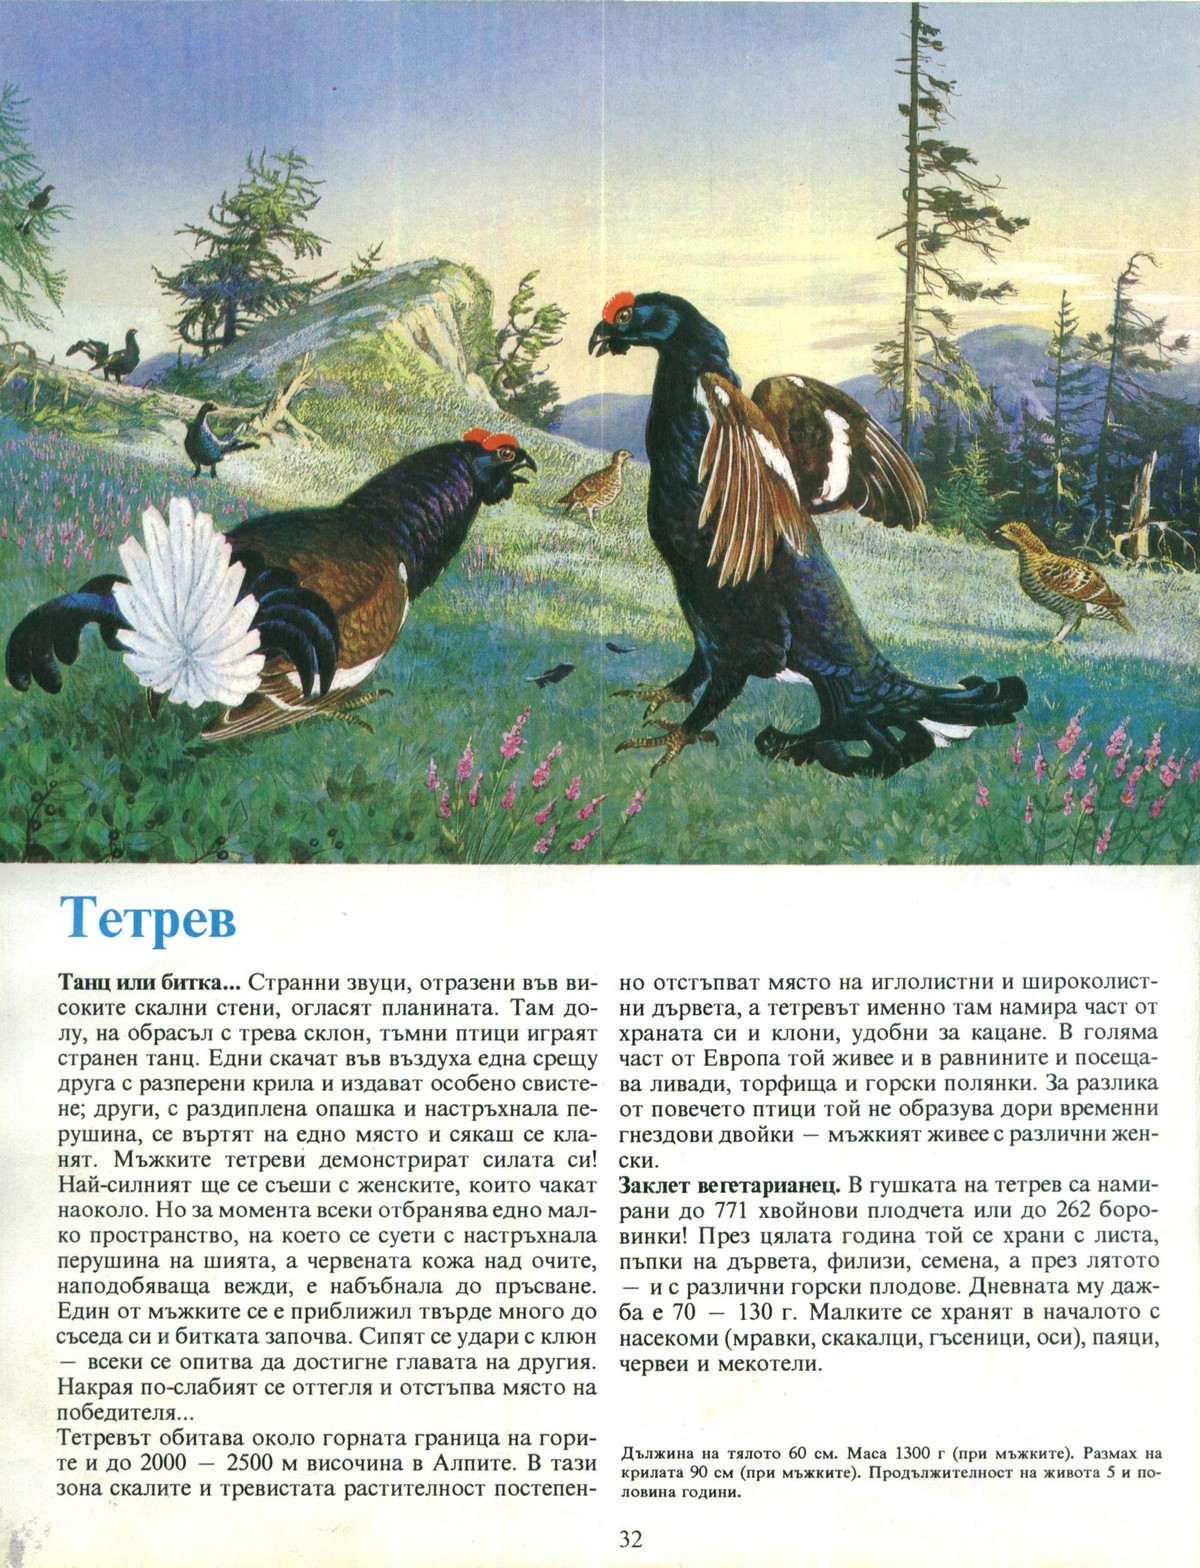 Тетрев
Танц или битка... Странни звуци, отразени във ви-
соките скални стени, огласят планината. Там до-
лу, на обрасъл с трева склон, тъмни птици играят
странен танц. Едни скачат във въздуха една срещу
друга с разперени крила и издават особено свисте-
не; други, с раздиплена опашка и настръхнала пе-
рушина, се въртят на едно място и сякаш се кла-
нят. Мъжките тетреви демонстрират силата си!
Най-силният ще се съеши с женските, които чакат
наоколо. Но за момента всеки отбранява едно мал-
ко пространство, на което се суети с настръхнала
перушина на шията, а червената кожа над очите,
наподобяваща вежди, е набъбнала до пръсване.
Един от мъжките се е приближил твърде много до
съседа си и битката започва. Сипят се удари с клюн
— всеки се опитва да достигне главата на другия.
Накрая по-слабият се оттегля и отстъпва място на
победителя...
Тетревът обитава около горната граница на гори-
те и до 2000 — 2500 м височина в Алпите. В тази
зона скалите и тревистата растителност постепен-
но отстъпват място на иглолистни и широколист-
ни дървета, а тетревът именно там намира част от
храната си и клони, удобни за кацане. В голяма
част от Европа той живее и в равнините и посеща-
ва ливади, торфища и горски полянки. За разлика
от повечето птици той не образува дори временни
гнездови двойки — мъжкият живее с различни жен-
ски.
Заклет вегетарианец. В гушката на тетрев са нами-
рани до 771 хвойнови плодчета или до 262 боро-
винки! През цялата година той се храни с листа,
пъпки на дървета, филизи, семена, а през лятото
— и с различни горски плодове. Дневната му даж-
ба е 70 — 130 г. Малките се хранят в началото с
насекоми (мравки, скакалци, гъсеници, оси), паяци,
червеи и мекотели.
Дължина на тялото 60 см. Маса 1300 г (при мъжките). Размах на
крилата 90 см (при мъжките). Продължителност на живота 5 и по-
ловина години.
32